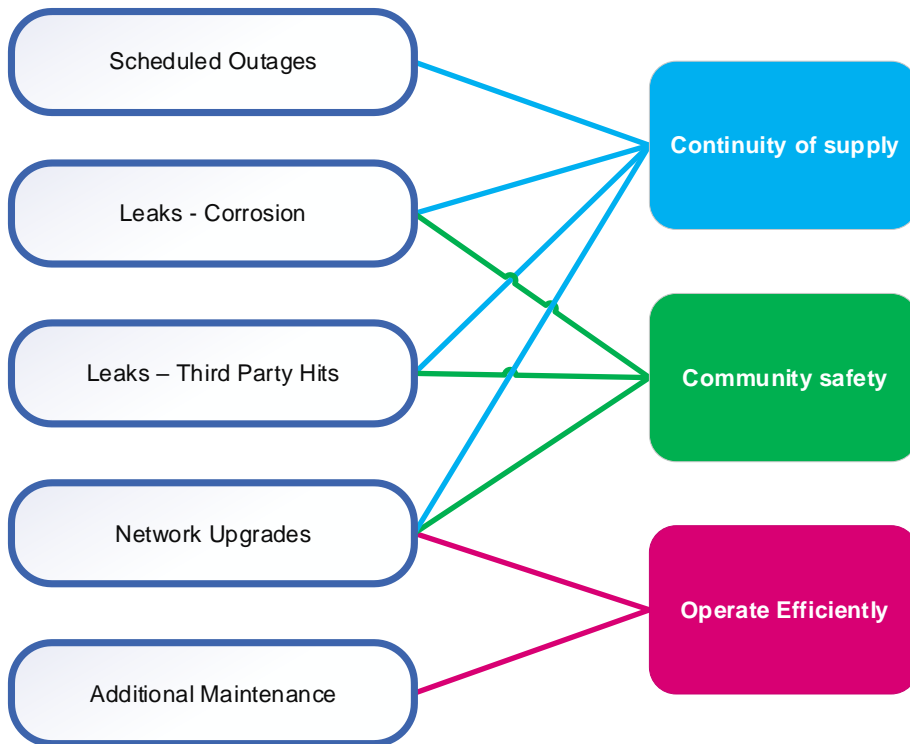 Scheduled Outages
Leaks - Corrosion
Leaks – Third Party Hits
Network Upgrades
Additional Maintenance
Continuity of supply
Community safety
Operate Efficiently